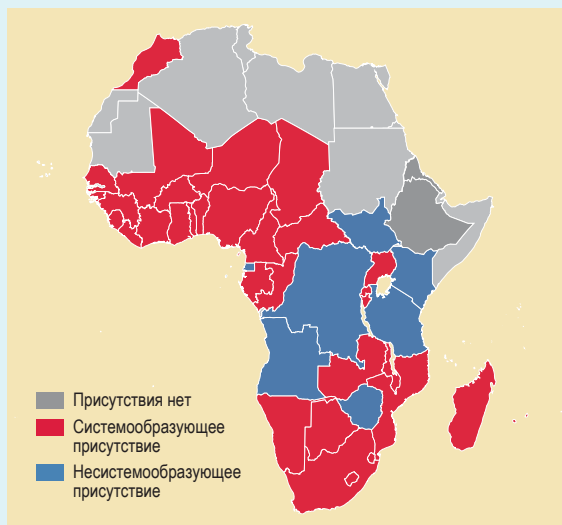 Присутствия нет
Системообразующее
присутствие
Несистемообразующее
присутствие